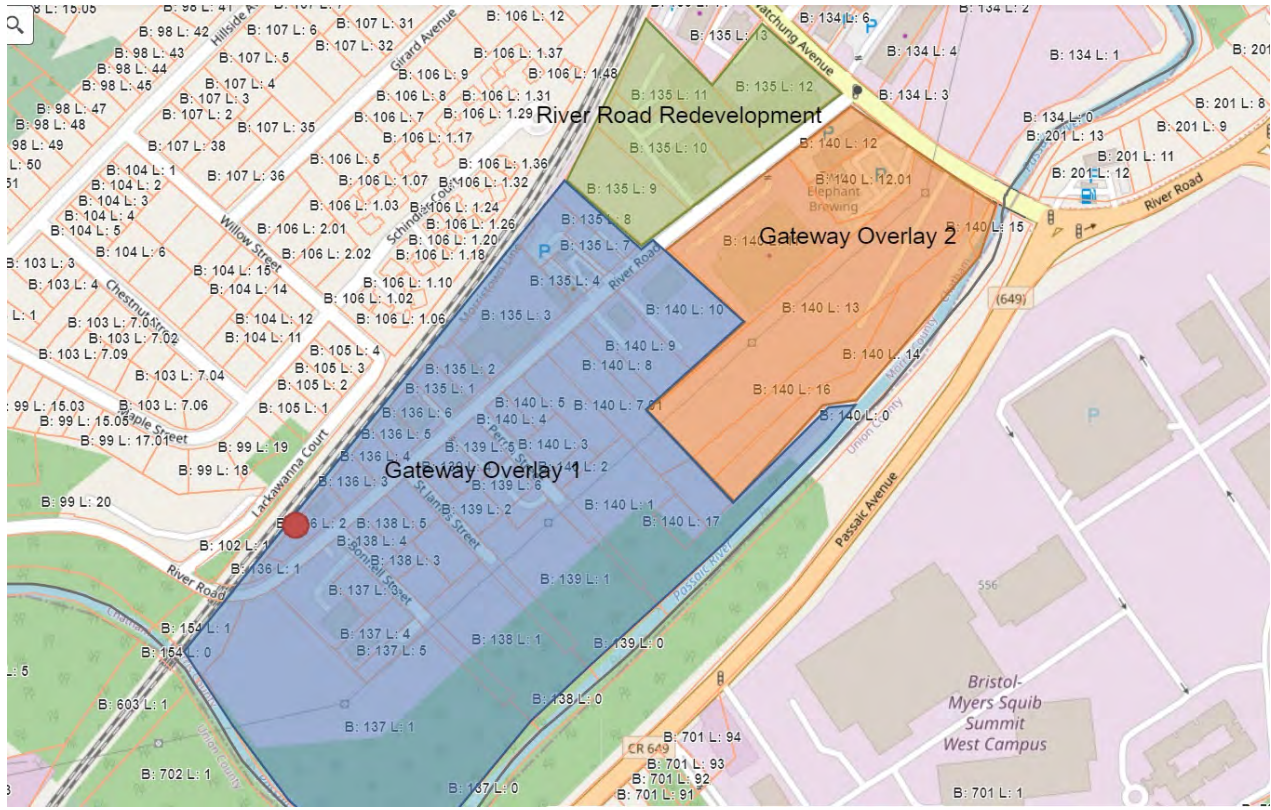 B: 98 L: 42
B: 98 L: 43
B: 98 L: 44
B: 98 L: 45
B: 98 L: 47
B: 98 L: 48
Hillside
B: 107 L: 31
B: 107 L: 6
B: 107 L: 32
B: 107 L: 5
B: 107 L: 4
B: 107 L: 3
B: 107 L: 2
B: 107 L: 35
B: 107 L: 38
B: 107 L: 36
Girard Avenue
B: 106 L: 12
B: 106 L: 1.37
B: 106 L: 9
B: 106 L: 1.48
B: 106 L: 8
B: 106 L: 1.31
B: 106 L: 7
B: 106 L: 1.29
B: 106 L: 1.17
B: 106 L: 5
B: 106 L: 1.36
B: 106 L: 1.07
B: 106 L: 1.32
B: 106 L: 1.03
B: 106 L: 1.24
B: 106 L: 1.26
B: 106 L: 2.01
B: 106 L: 1.20
B: 106 L: 1.18
B: 106 L: 2.02
B: 106 L: 1.10
B: 106 L: 1.02
B: 106 L: 1.06
Schindler Court
B: 104 L: 1
B: 104 L: 2
B: 104 L: 3
B: 104 L: 4
B: 104 L: 5
B: 104 L: 6
Willow Street
B: 104 L: 15
B: 104 L: 14
B: 104 L: 12
B: 104 L: 11
B: 103 L: 3
B: 103 L: 4
Chestnut Street
B: 103 L: 7.01
B: 103 L: 7.02
B: 103 L: 7.09
B: 103 L: 7.04
B: 103 L: 7.06
B: 105 L: 4
B: 105 L: 3
B: 105 L: 2
B: 105 L: 1
99 L: 15.03
B: 99 L: 15.05
B: 99 L: 17.01
Maple Street
B: 99 L: 19
B: 99 L: 18
B: 99 L: 20
Lackawanna Court
B: 102 L: 1
River Road
B: 135 L: 13
B: 135 L: 11
B: 135 L: 12
River Road Redevelopment
B: 135 L: 10
B: 135 L: 9
Watchung Avenue
B: 134 L: 6
P
B: 134 L: 2
B: 134 L: 4
B: 134 L: 1
B: 134 L: 3
B: 134 L: 0
B: 201 L: 8
B: 201 L: 13
B: 201 L: 9
B: 201 L: 11
B: 201 L: 12
River Road
P
B: 140 L: 12
B: 140 L: 12.01
Elephant
Brewing
Gateway Overlay 2
B: 140 L: 15
B: 140 L: 13
B: 140 L: 14
B: 140 L: 16
B: 140 L: 0
Chatham
Morris County
Union County
(649)
B: 135 L: 8
B: 135 L: 7
P
River Road
B: 135 L: 4
B: 135 L: 3
B: 140 L: 10
B: 140 L: 9
B: 140 L: 8
B: 135 L: 2
B: 135 L: 1
B: 140 L: 5
B: 140 L: 7.01
B: 136 L: 6
B: 140 L: 4
B: 136 L: 5
B: 139 L: 5
B: 140 L: 3
B: 136 L: 4
Gateway Overlay 1
B: 136 L: 3
B: 139 L: 6
B: 139 L: 2
St James Street
B: 140 L: 1
B: 140 L: 17
B: 138 L: 5
B: 138 L: 4
B: 138 L: 3
Bonnell Street
B: 136 L: 1
B: 139 L: 1
B: 137 L: 3
B: 137 L: 4
B: 137 L: 5
B: 138 L: 1
B: 139 L: 0
B: 138 L: 0
B: 137 L: 1
B: 137 L: 0
Passaic River
Passaic Avenue
B: 154 L: 1
B: 154 L: 0
B: 603 L: 1
B: 702 L: 1
Chatham
Union County
556
P
Bristol-
Myers Squib
Summit
West Campus
CR 649
B: 701 L: 94
B: 701 L: 93
B: 701 L: 92
B: 701 L: 91
B: 701 L: 1